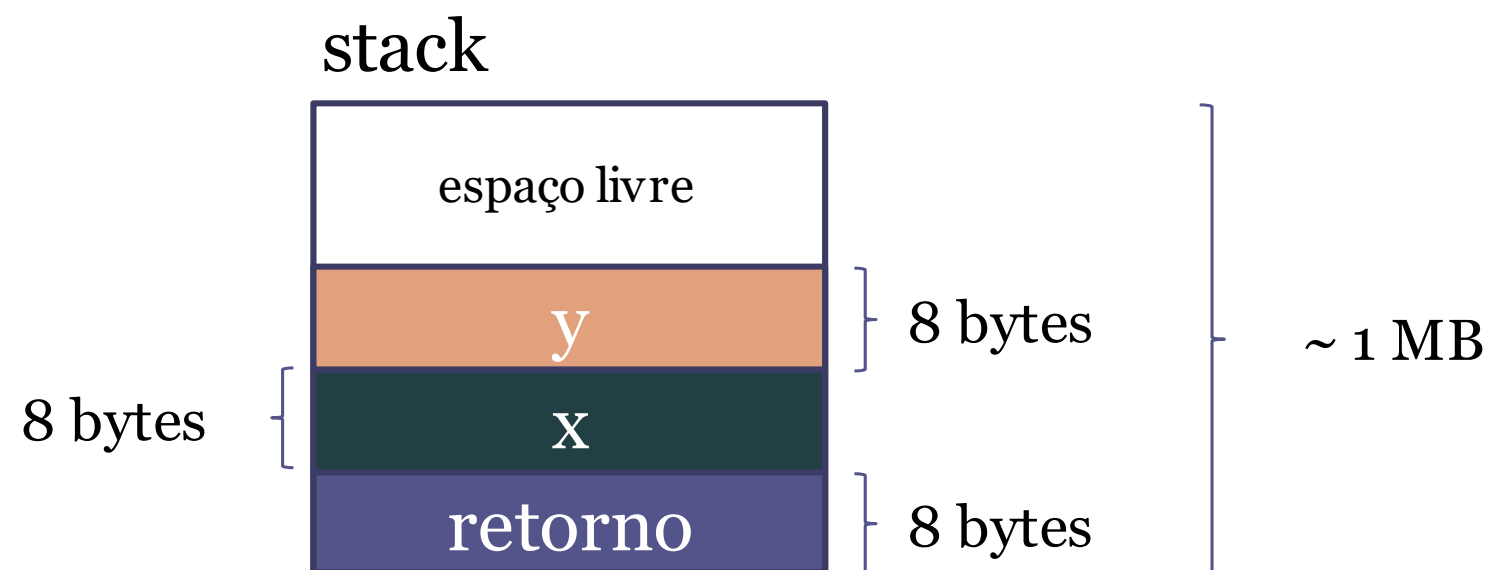 stack
espaço livre
y
8 bytes
~ 1 MB
8 bytes
x
retorno
8 bytes